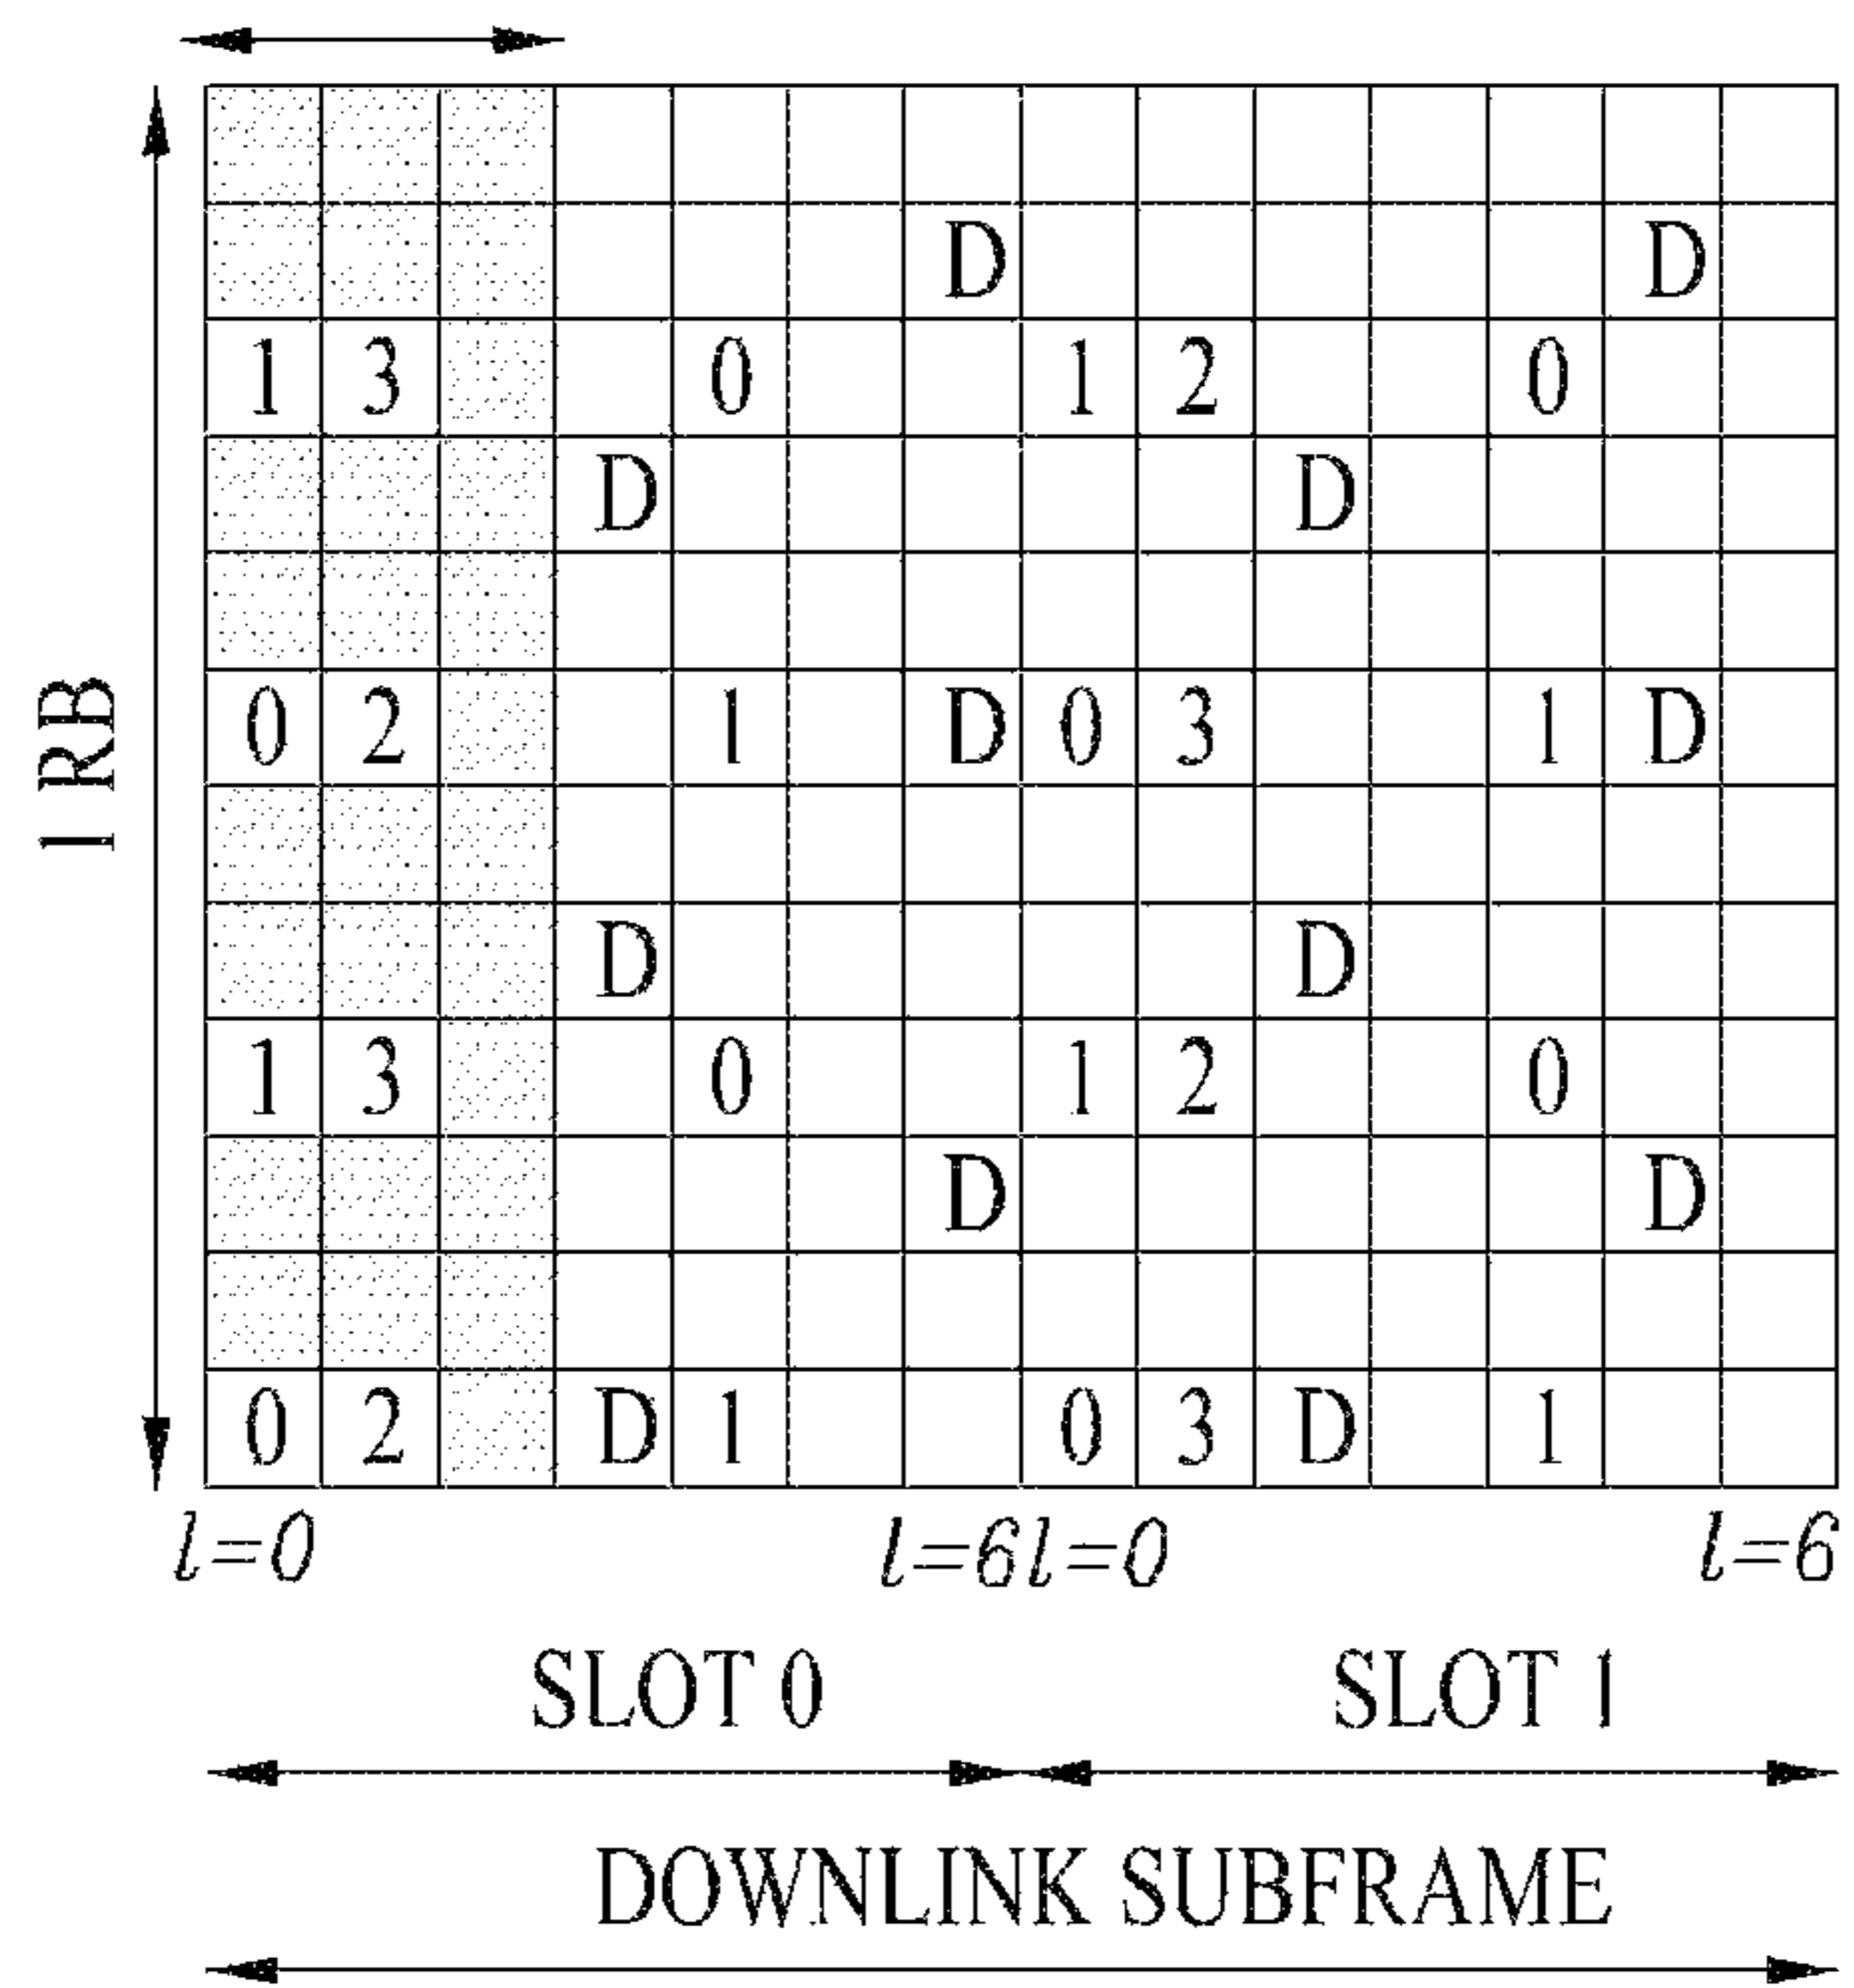 D D
1 3 0 1 2 0
D D
1 RB
0 2 1 D 0 3 1 D
D D
1 3 0 1 2 0
D D
0 2 D 1 0 3 D 1
l=0 l=6 l=0 l=6
SLOT 0 SLOT 1
DOWNLINK SUBFRAME